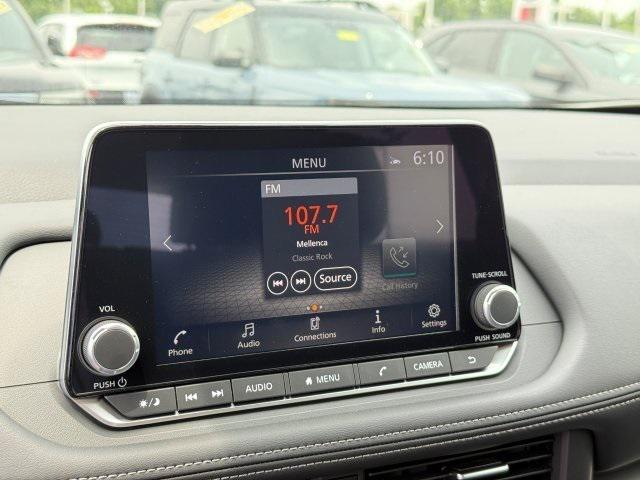 MENU
6:10
FM
107.7
FM
Mellenca
Classic Rock
Source
Call History
Phone
Audio
Connections
Info
Settings
VOL
PUSH
TUNE·SCROLL
PUSH SOUND
AUDIO
MENU
CAMERA